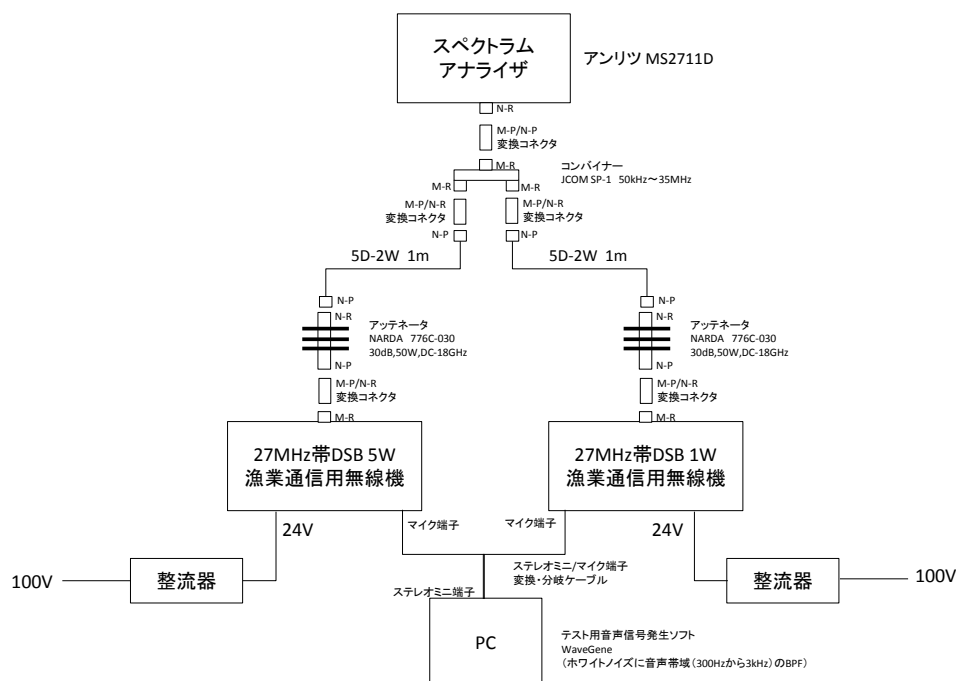 スペクトラム
アナライザ
アンリツ MS2711D
N-R
M-P/N-P
変換コネクタ
M-R
コンバイナー
JCOM SP-1 50kHz～35MHz
M-R
M-R
M-P/N-R
変換コネクタ
M-P/N-R
変換コネクタ
N-P
N-P
5D-2W 1m
5D-2W 1m
N-P
N-P
N-R
N-R
アッテネータ
NARDA 776C-030
30dB,50W,DC-18GHz
アッテネータ
NARDA 776C-030
30dB,50W,DC-18GHz
N-P
N-P
M-P/N-R
変換コネクタ
M-P/N-R
変換コネクタ
M-R
M-R
27MHz帯DSB 5W
漁業通信用無線機
27MHz帯DSB 1W
漁業通信用無線機
24V
マイク端子
マイク端子
24V
100V
整流器
ステレオミニ/マイク端子
変換・分岐ケーブル
整流器
100V
ステレオミニ端子
PC
テスト用音声信号発生ソフト
WaveGene
（ホワイトノイズに音声帯域（300Hzから3kHz）のBPF）